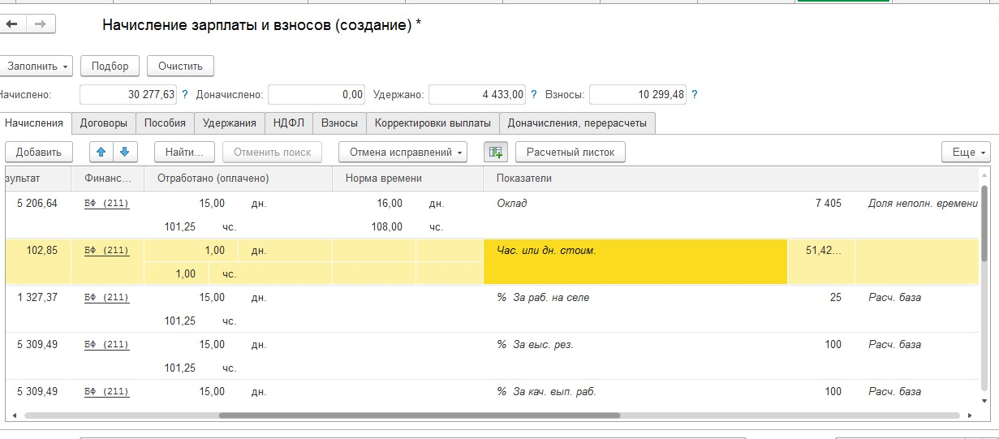 Начисление зарплаты и взносов (создание) *
Заполнить Подбор Очистить
Начислено: 30 277,63 ? Доначислено: 0,00 Удержано: 4 433,00 ? Взносы: 10 299,48 ?
Начисления Договоры Пособия Удержания НДФЛ Взносы Корректировки выплаты Доначисления, перерасчеты
Добавить Найти... Отменить поиск Отмена исправлений Расчетный листок Еще
зультат Финанс... Отработано (оплачено) Норма времени Показатели
5 206,64 БФ (211) 15,00 дн. 16,00 дн. Оклад 7 405 Доля неполн. времени
101,25 чс. 108,00 чс.
102,85 БФ (211) 1,00 дн. Час. или дн. стоим. 51,42...
1,00 чс.
1 327,37 БФ (211) 15,00 дн. % За раб. на селе 25 Расч. база
101,25 чс.
5 309,49 БФ (211) 15,00 дн. % За выс. рез. 100 Расч. база
101,25 чс.
5 309,49 БФ (211) 15,00 дн. % За кач. вып. раб. 100 Расч. база